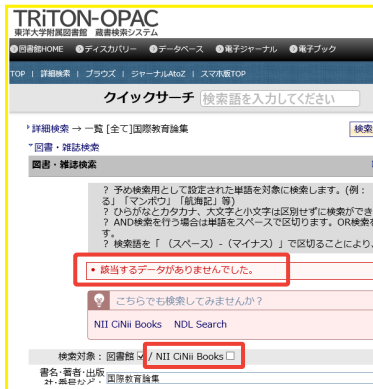 TRiTON-OPAC
東洋大学附属図書館 蔵書検索システム
図書館HOME ディスカバリー データベース 電子ジャーナル 電子ブック
TOP | 詳細検索 | ブラウズ | ジャーナルAtoZ | スマホ版TOP
クイックサーチ 検索語を入力してください
詳細検索 → 一覧 [全て]国際教育論集 検索
図書・雑誌検索
図書・雑誌検索
? 予め検索用として設定された単語を対象に検索します。(例：
る」「マンボウ」「航海記」等)
? ひらがなとカタカナ、大文字と小文字は区別せずに検索ができ
? AND検索を行う場合は単語をスペースで区切ります。OR検索
す。
? 検索語を「 (スペース) - (マイナス) 」で区切ることにより、
• 該当するデータがありませんでした。
こちらでも検索してみませんか？
NII CiNii Books NDL Search
検索対象： 図書館 / NII CiNii Books
書名・著者・出版
社・番号など： 国際教育論集